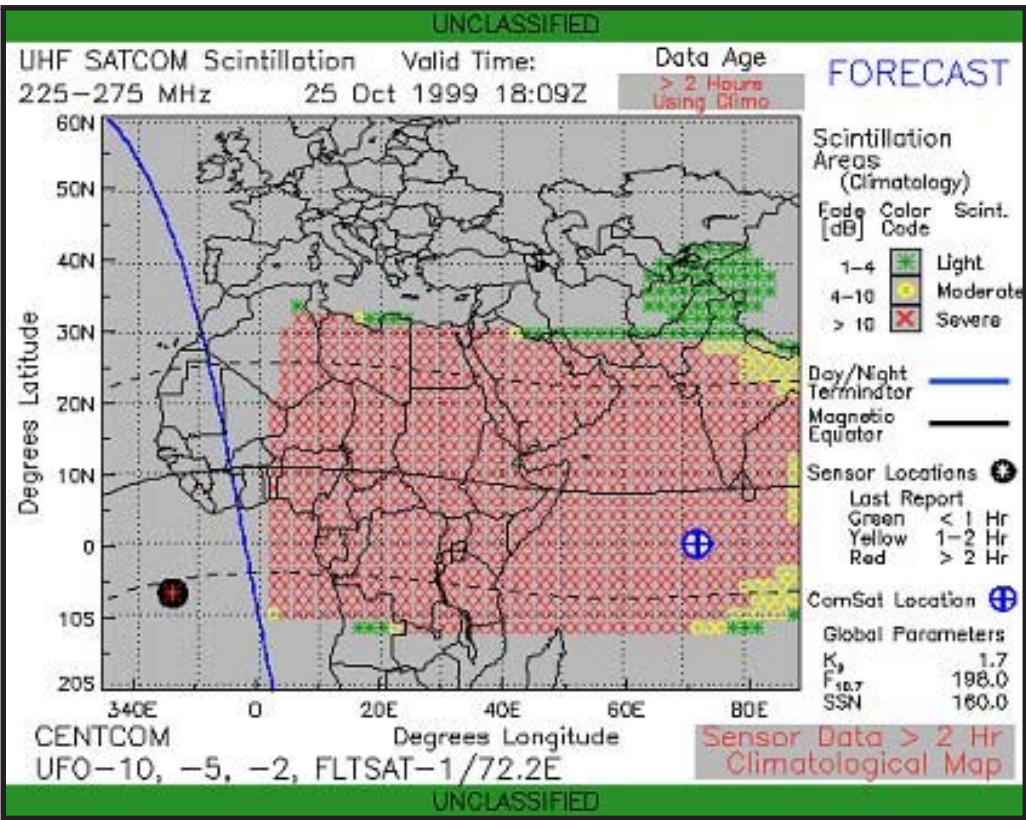 UNCLASSIFIED
UHF SATCOM Scintillation
225-275 MHz
Valid Time:
25 Oct 1999 18:09Z
Data Age
> 2 Hours
Using Climo
FORECAST
60N
50N
40N
30N
20N
10N
0
10S
20S
Degrees Latitude
340E
0
20E
40E
60E
80E
Degrees Longitude
Scintillation
Areas
(Climatology)
Fade Color Scint.
[dB] Code
1-4 Light
4-10 Moderate
> 10 Severe
Day/Night
Terminator
Magnetic
Equator
Sensor Locations
Last Report
Green < 1 Hr
Yellow 1-2 Hr
Red > 2 Hr
ComSat Location
Global Parameters
Kp 1.7
F10.7 198.0
SSN 160.0
CENTCOM
UFO-10, -5, -2, FLTSAT-1/72.2E
Sensor Data > 2 Hr
Climatological Map
UNCLASSIFIED